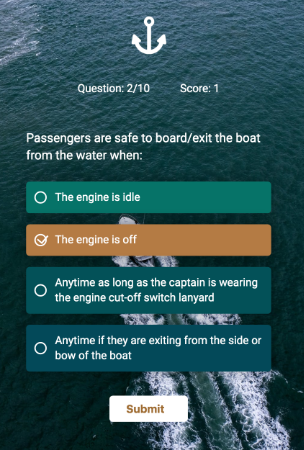 Question: 2/10 Score: 1
Passengers are safe to board/exit the boat
from the water when:
The engine is idle
The engine is off
Anytime as long as the captain is wearing
the engine cut-off switch lanyard
Anytime if they are exiting from the side or
bow of the boat
Submit